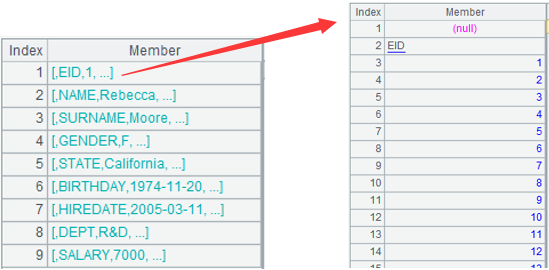 Index Member
1 [,EID,1, ...]
2 [,NAME,Rebecca, ...]
3 [,SURNAME,Moore, ...]
4 [,GENDER,F, ...]
5 [,STATE,California, ...]
6 [,BIRTHDAY,1974-11-20, ...]
7 [,HIREDATE,2005-03-11, ...]
8 [,DEPT,R&D, ...]
9 [,SALARY,7000, ...]
Index Member
1 (null)
2 EID
3 1
4 2
5 3
6 4
7 5
8 6
9 7
10 8
11 9
12 10
13 11
14 12
15 13